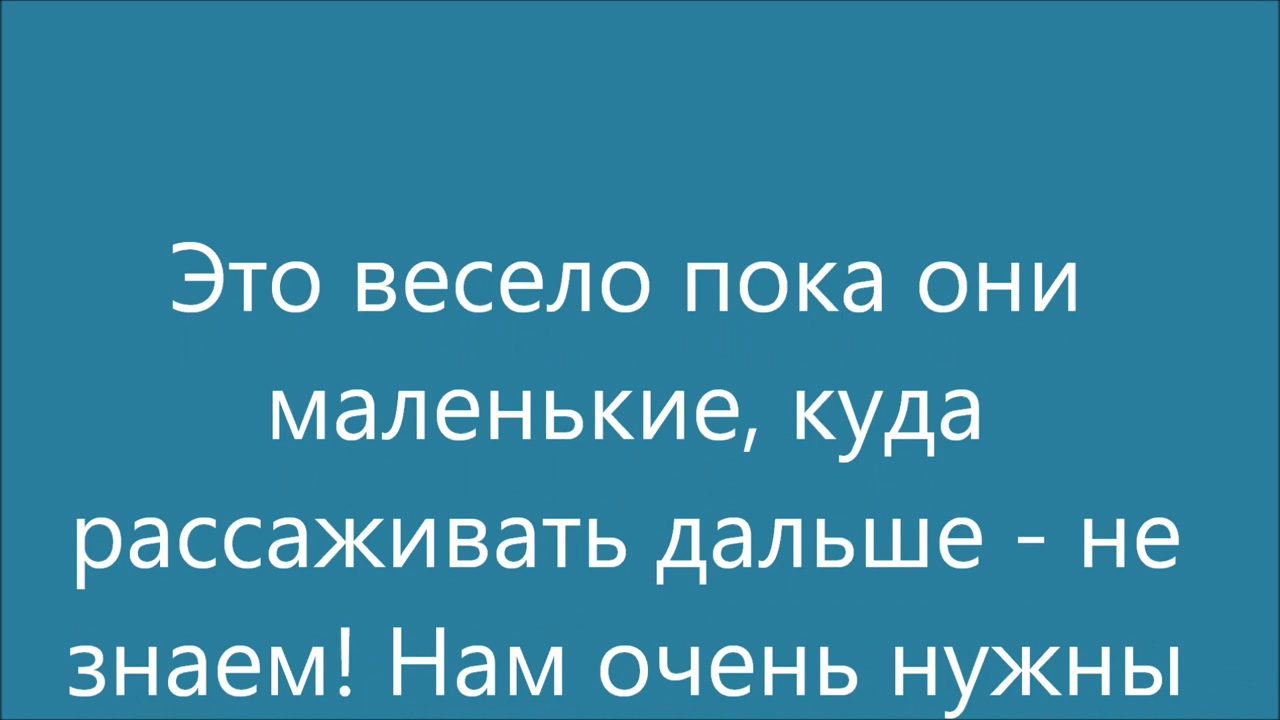 Это весело пока они
маленькие, куда
рассаживать дальше - не
знаем! Нам очень нужны